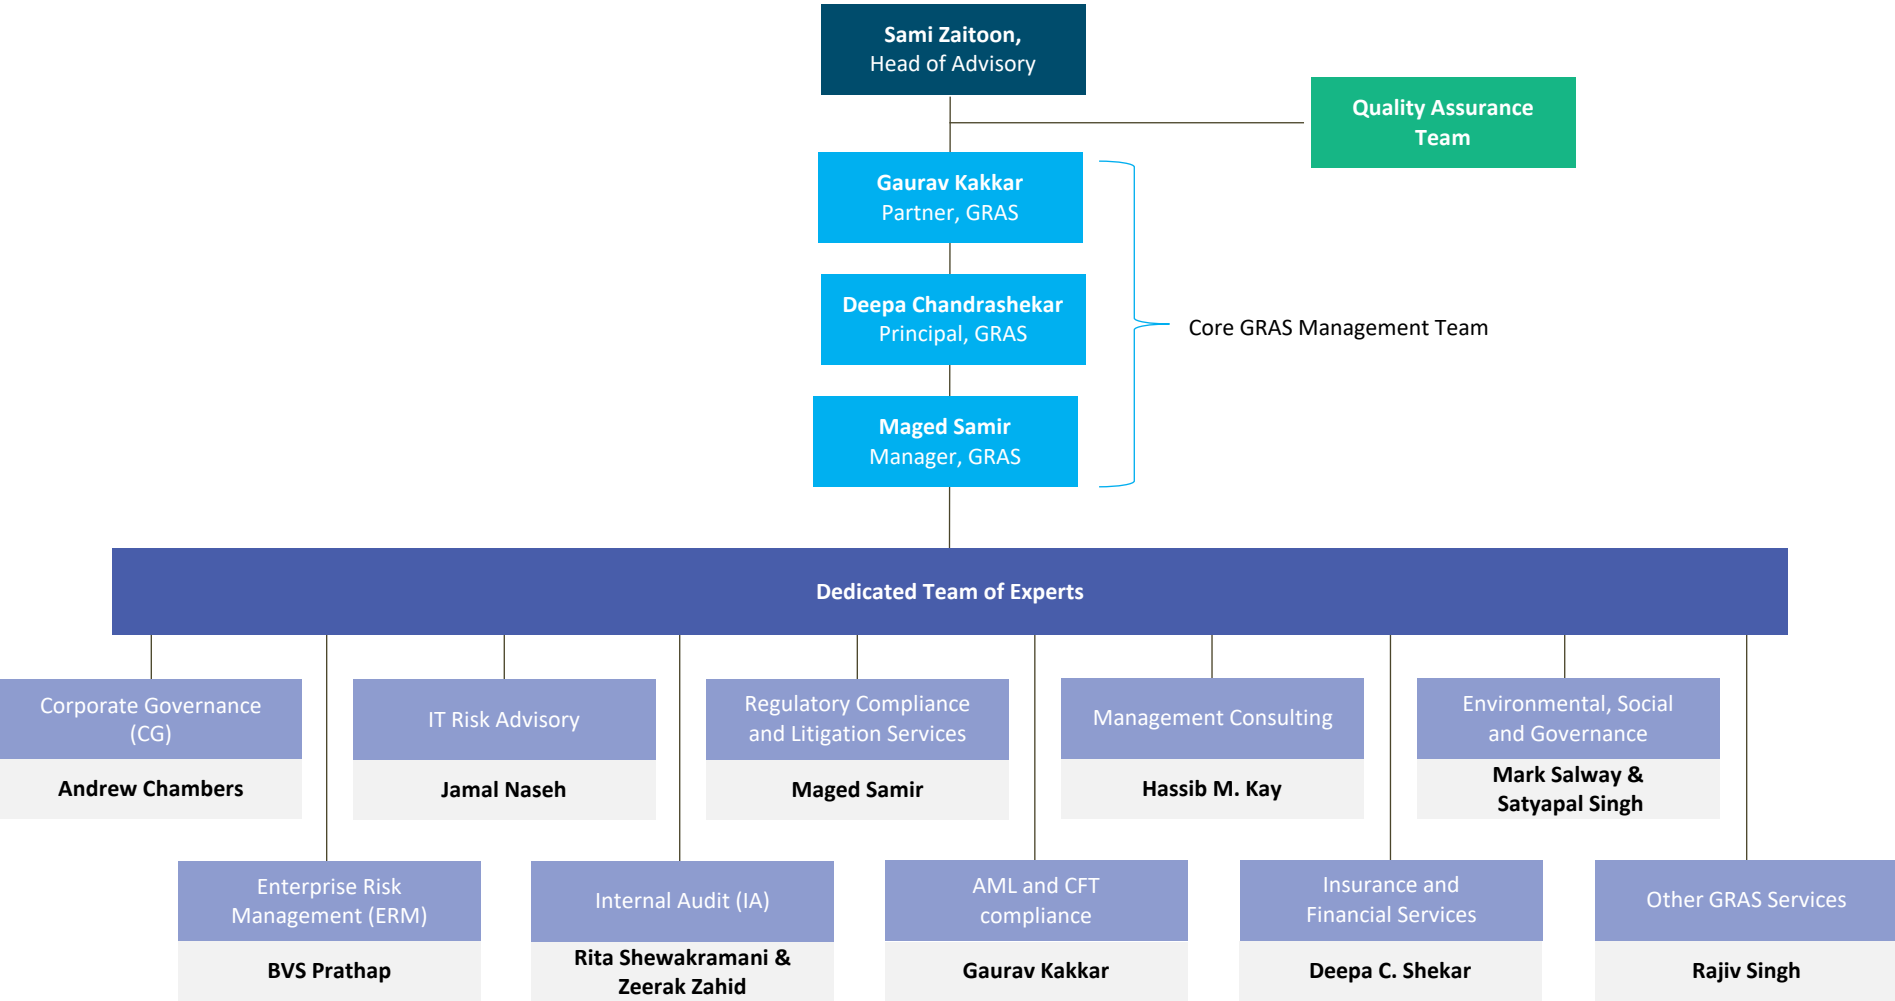 Sami Zaitoon,
Head of Advisory
Quality Assurance
Team
Gaurav Kakkar
Partner, GRAS
Deepa Chandrashekar
Principal, GRAS
Core GRAS Management Team
Maged Samir
Manager, GRAS
Dedicated Team of Experts
Corporate Governance
(CG)
Andrew Chambers
IT Risk Advisory
Jamal Naseh
Regulatory Compliance
and Litigation Services
Maged Samir
Management Consulting
Hassib M. Kay
Environmental, Social
and Governance
Mark Salway &
Satyapal Singh
Enterprise Risk
Management (ERM)
BVS Prathap
Internal Audit (IA)
Rita Shewakramani &
Zeerak Zahid
AML and CFT
compliance
Gaurav Kakkar
Insurance and
Financial Services
Deepa C. Shekar
Other GRAS Services
Rajiv Singh